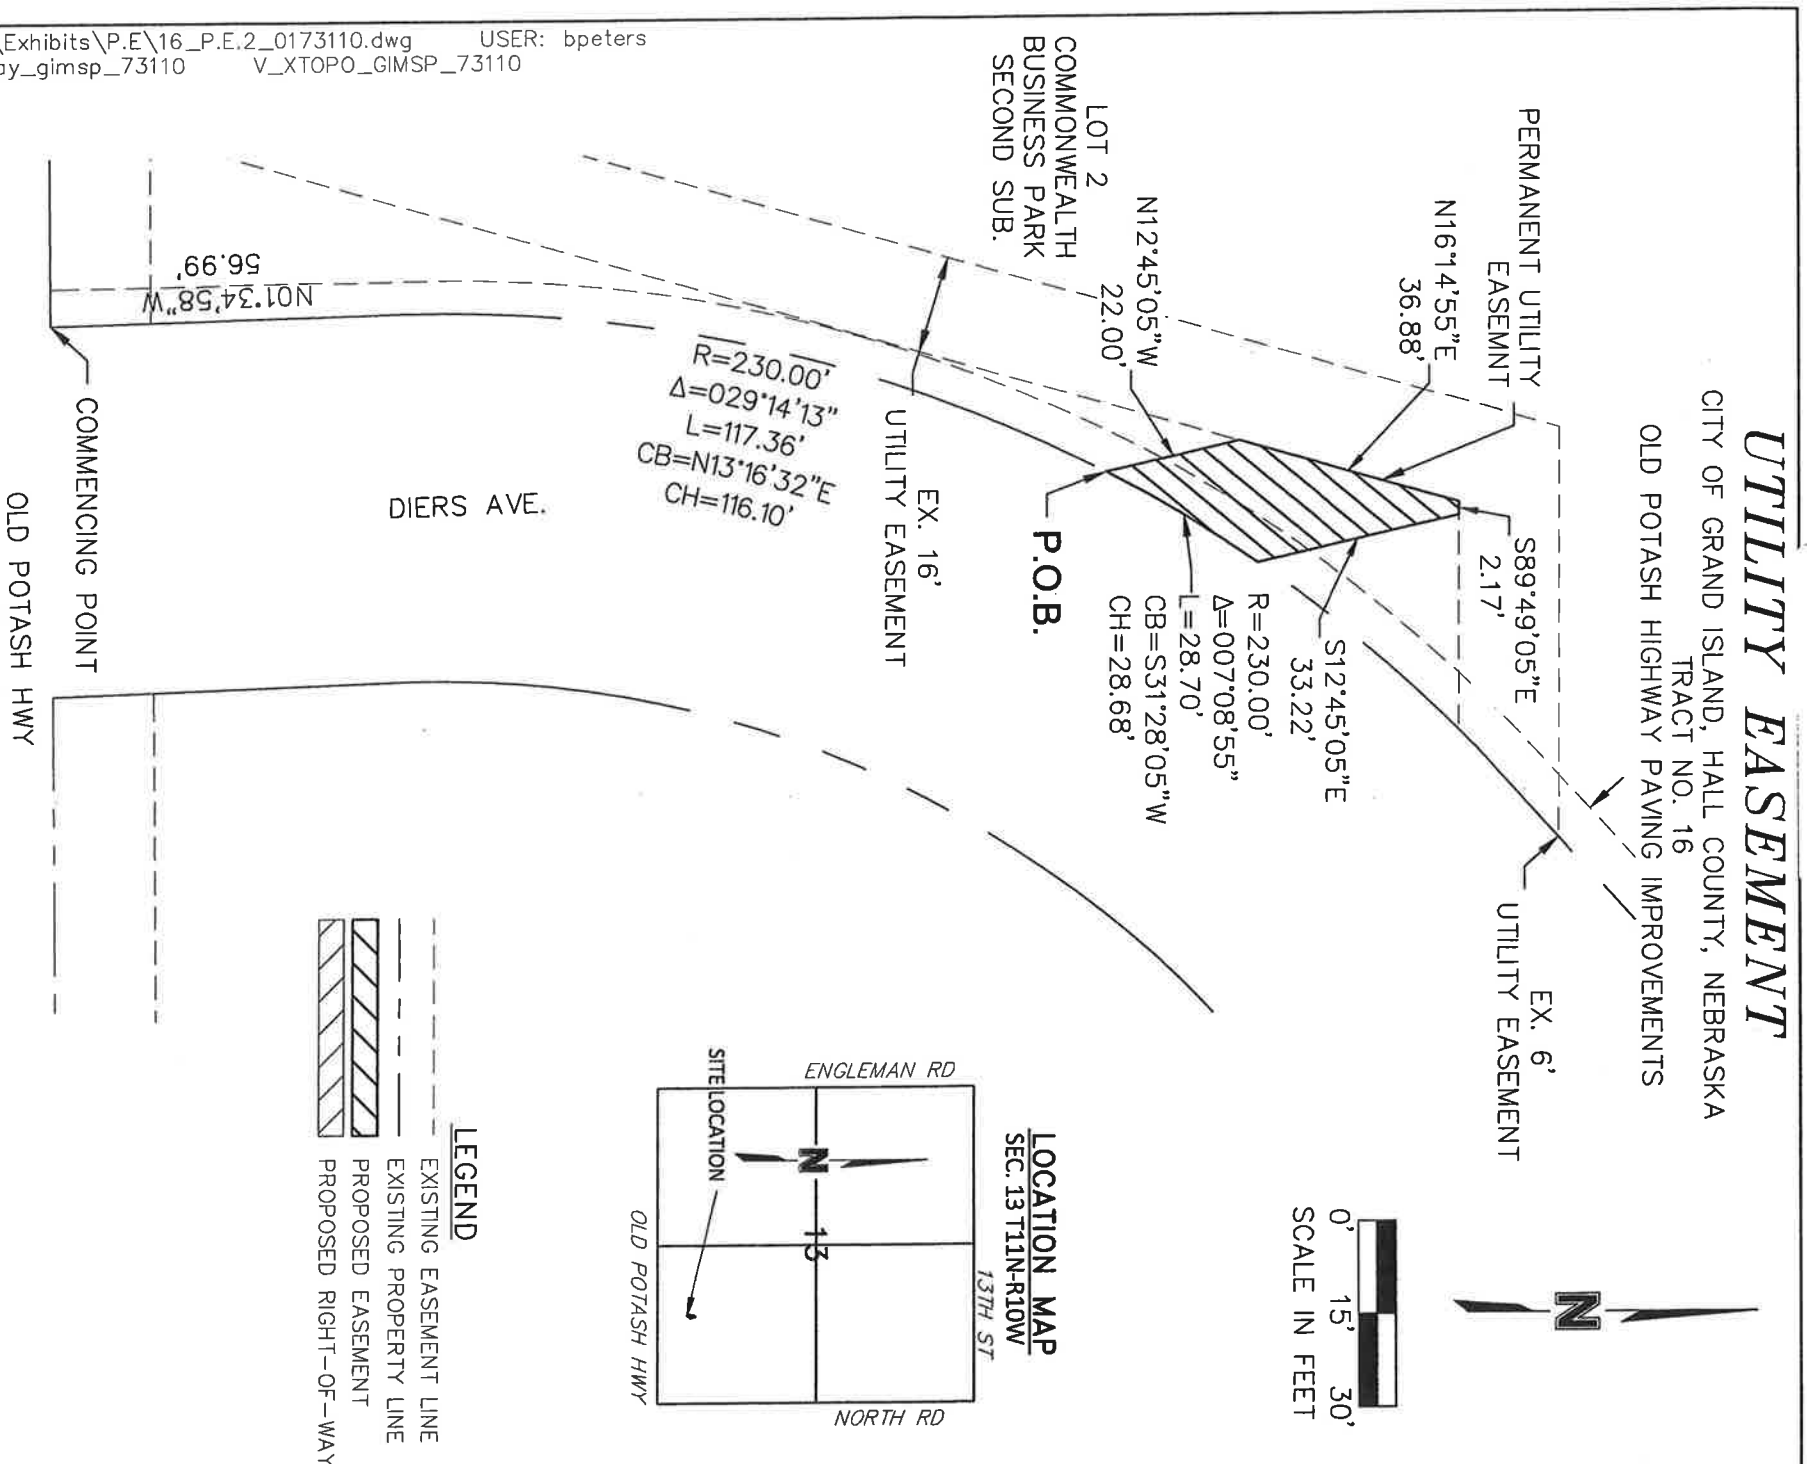 UTILITY EASEMENT
CITY OF GRAND ISLAND, HALL COUNTY, NEBRASKA
TRACT NO. 16
OLD POTASH HIGHWAY PAVING IMPROVEMENTS
PERMANENT UTILITY
EASEMNT
N16°14'55"E
36.88'
S89°49'05"E
2.17'
EX. 6'
UTILITY EASEMENT
S12°45'05"E
33.22'
R=230.00'
Δ=007°08'55"
L=28.70'
CB=S31°28'05"W
CH=28.68'
N12°45'05"W
22.00'
LOT 2
COMMONWEALTH
BUSINESS PARK
SECOND SUB.
P.O.B.
EX. 16'
UTILITY EASEMENT
R=230.00'
Δ=029°14'13"
L=117.36'
CB=N13°16'32"E
CH=116.10'
DIERS AVE.
N01°34'58"W
56.99'
COMMENCING POINT
OLD POTASH HWY
N
0' 15' 30'
SCALE IN FEET
LOCATION MAP
SEC. 13 T11N-R10W
13TH ST
ENGLEMAN RD
N
13
NORTH RD
SITE LOCATION
OLD POTASH HWY
LEGEND
EXISTING EASEMENT LINE
EXISTING PROPERTY LINE
PROPOSED EASEMENT
PROPOSED RIGHT-OF-WAY
\Exhibits\P.E\16_P.E.2_0173110.dwg USER: bpeters
ay_gimsp_73110 V_XTOPO_GIMSP_73110